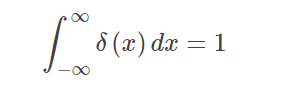 ∫_{-∞}^{∞} δ(x) dx = 1